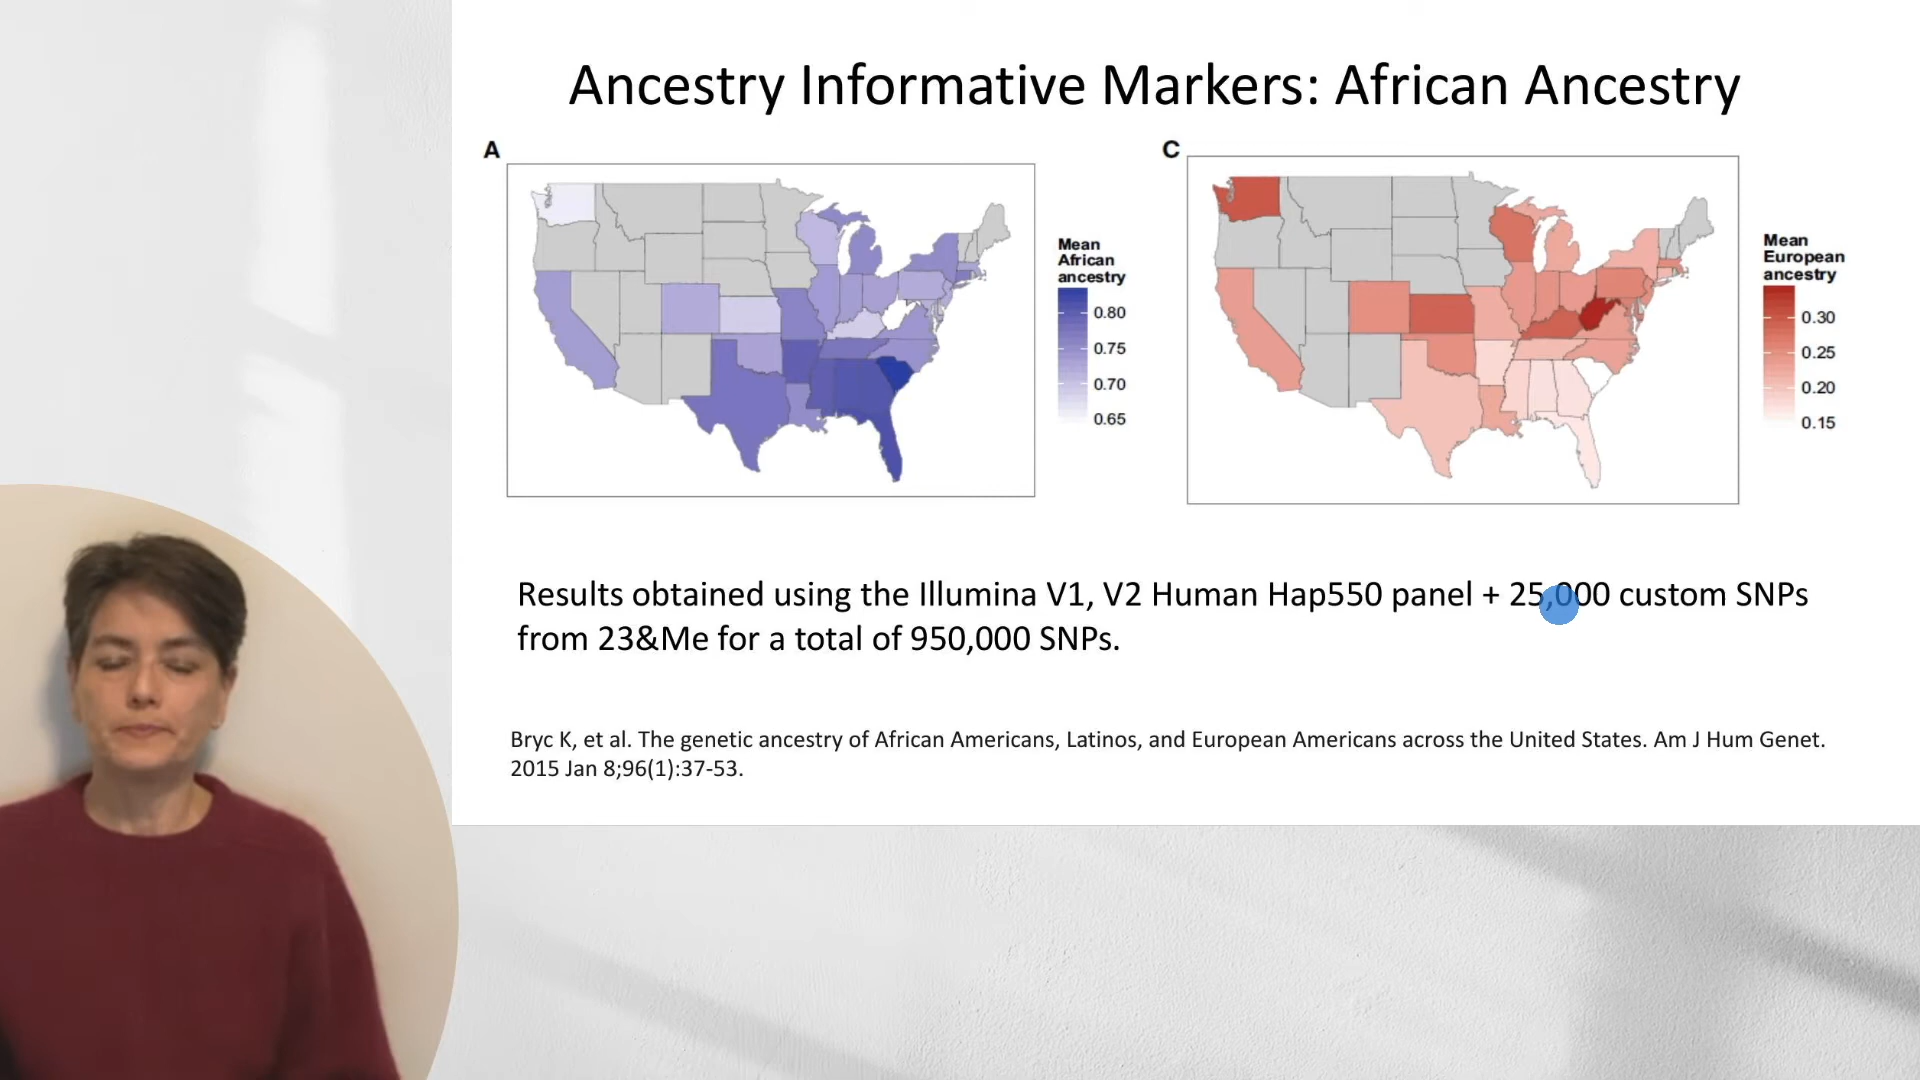 Ancestry Informative Markers: African Ancestry
A
C
Mean
African
ancestry
0.80
0.75
0.70
0.65
Mean
European
ancestry
0.30
0.25
0.20
0.15
Results obtained using the Illumina V1, V2 Human Hap550 panel + 25,000 custom SNPs
from 23&Me for a total of 950,000 SNPs.
Bryc K, et al. The genetic ancestry of African Americans, Latinos, and European Americans across the United States. Am J Hum Genet.
2015 Jan 8;96(1):37-53.